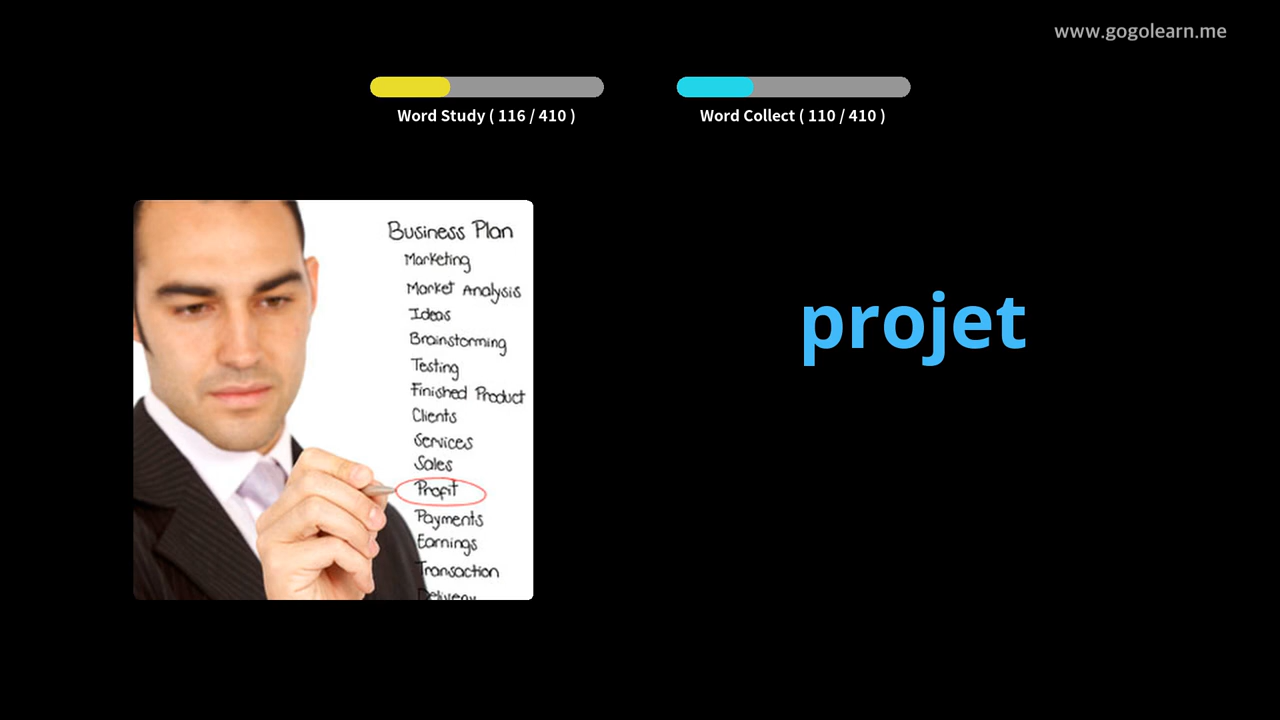 www.gogolearn.me
Word Study ( 116 / 410 )
Word Collect ( 110 / 410 )
Business Plan
Marketing
Market Analysis
Ideas
Brainstorming
Testing
Finished Product
Clients
Services
Sales
Profit
Payments
Earnings
Transaction
Delivery
projet